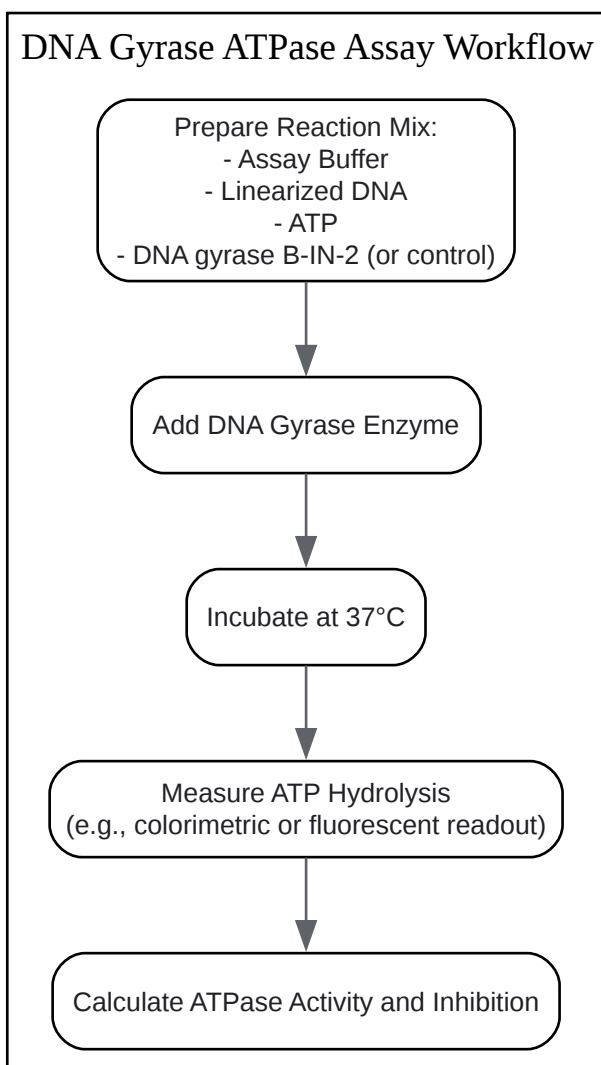 DNA Gyrase ATPase Assay Workflow
Prepare Reaction Mix:
- Assay Buffer
- Linearized DNA
- ATP
- DNA gyrase B-IN-2 (or control)
Add DNA Gyrase Enzyme
Incubate at 37°C
Measure ATP Hydrolysis
(e.g., colorimetric or fluorescent readout)
Calculate ATPase Activity and Inhibition